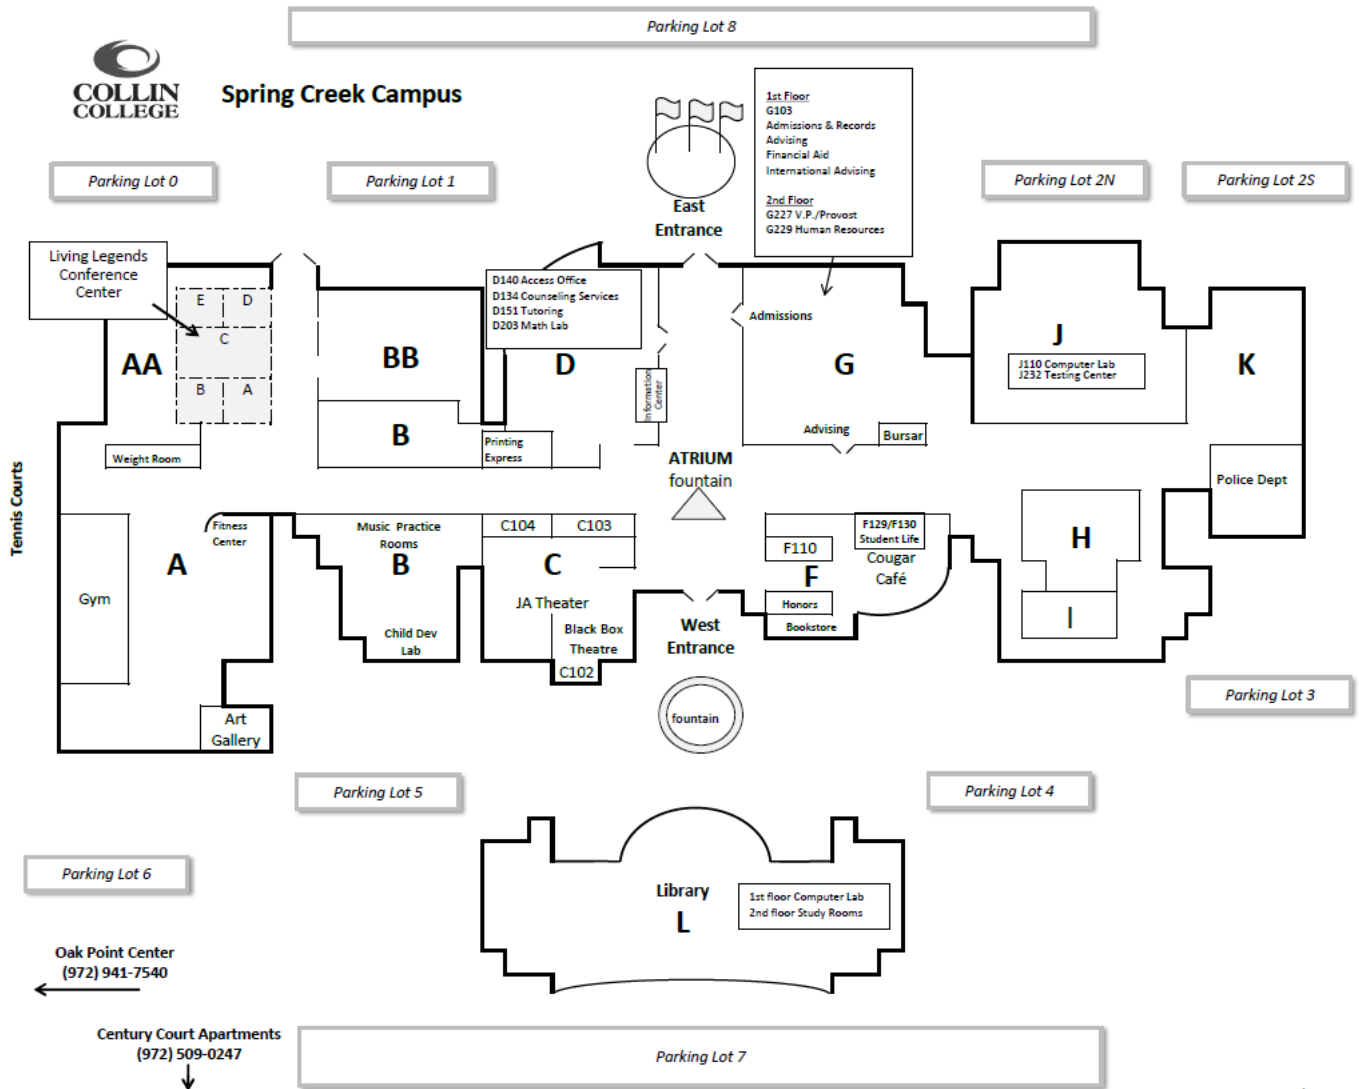 Parking Lot 8
COLLIN
COLLEGE
Spring Creek Campus
1st Floor
G103
Admissions & Records
Advising
Financial Aid
International Advising
2nd Floor
G227 V.P./Provost
G229 Human Resources
Parking Lot 0
Parking Lot 1
East
Entrance
Parking Lot 2N
Parking Lot 2S
Living Legends
Conference
Center
E
D
C
B
A
AA
BB
D140 Access Office
D134 Counseling Services
D151 Tutoring
D203 Math Lab
D
Information
Center
Admissions
G
J
J110 Computer Lab
J232 Testing Center
K
B
Printing
Express
Advising
Bursar
Weight Room
ATRIUM
fountain
Police Dept
Tennis Courts
Fitness
Center
Music Practice
Rooms
B
C104
C103
C
F110
F
F129/F130
Student Life
Cougar
Café
H
I
A
Gym
JA Theater
Child Dev
Lab
Black Box
Theatre
C102
Honors
Bookstore
West
Entrance
fountain
Art
Gallery
Parking Lot 3
Parking Lot 5
Parking Lot 4
Parking Lot 6
Library
L
1st floor Computer Lab
2nd floor Study Rooms
Oak Point Center
(972) 941-7540
Century Court Apartments
(972) 509-0247
Parking Lot 7